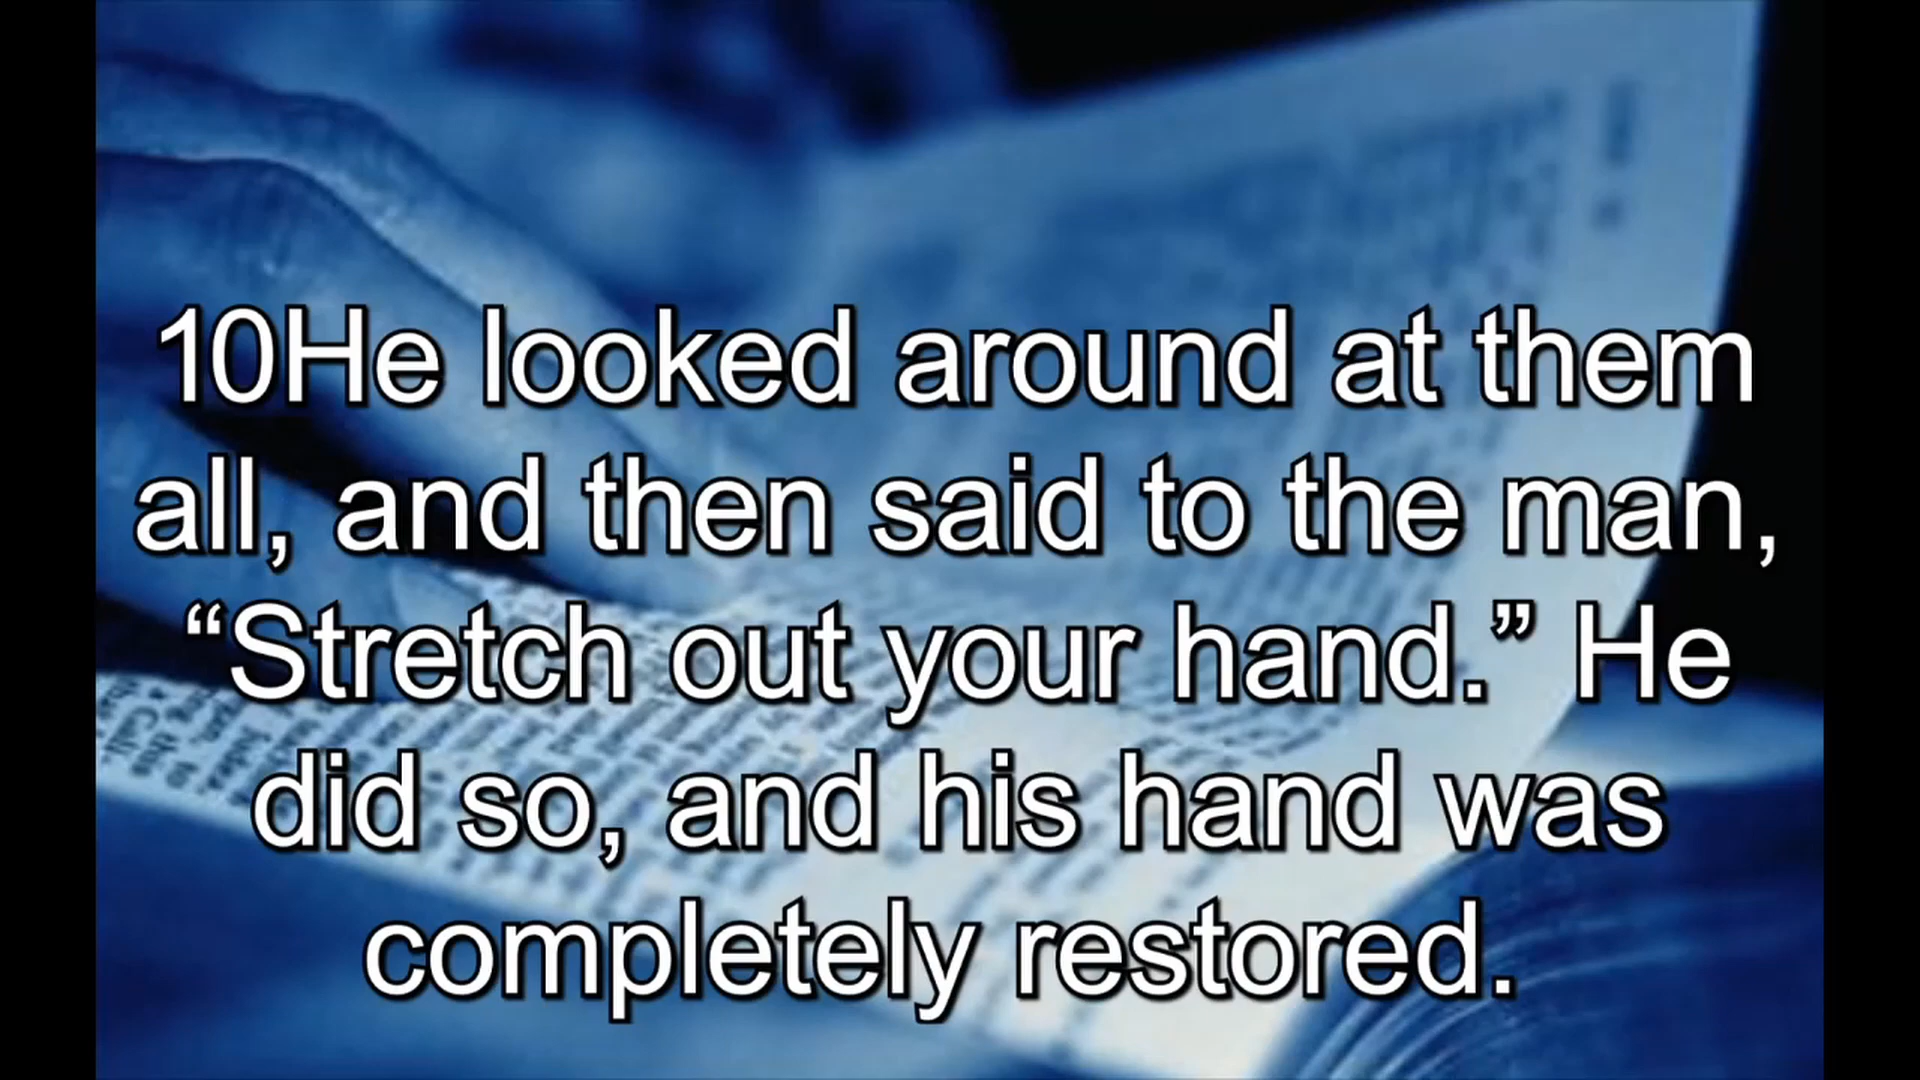 10He looked around at them
all, and then said to the man,
“Stretch out your hand.” He
did so, and his hand was
completely restored.